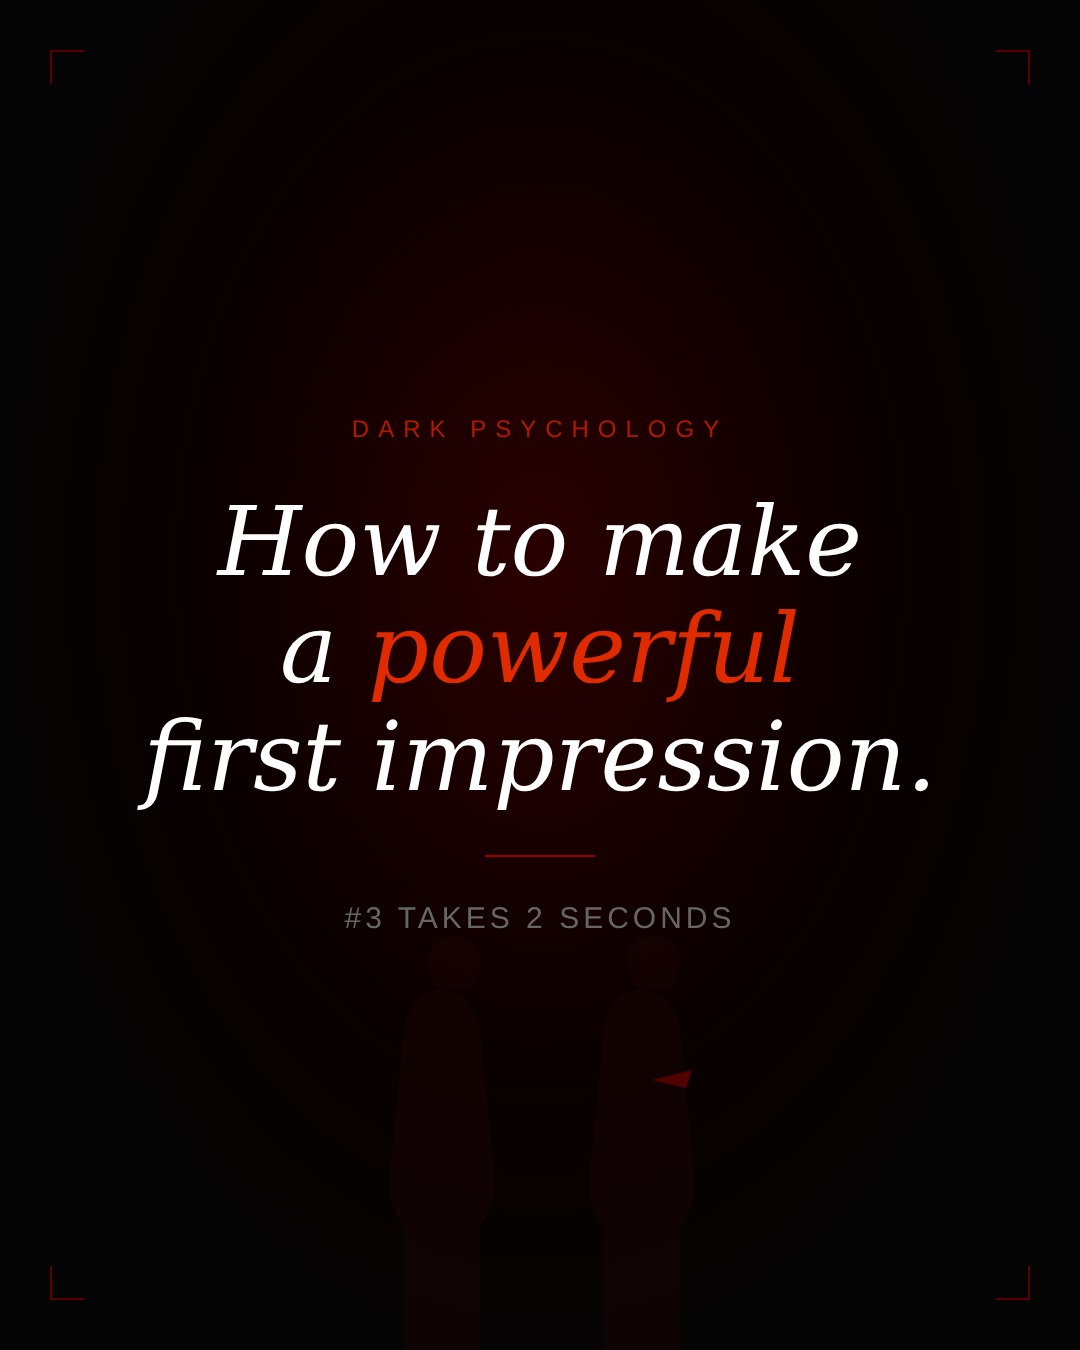 DARK PSYCHOLOGY
How to make
a powerful
first impression.
#3 TAKES 2 SECONDS